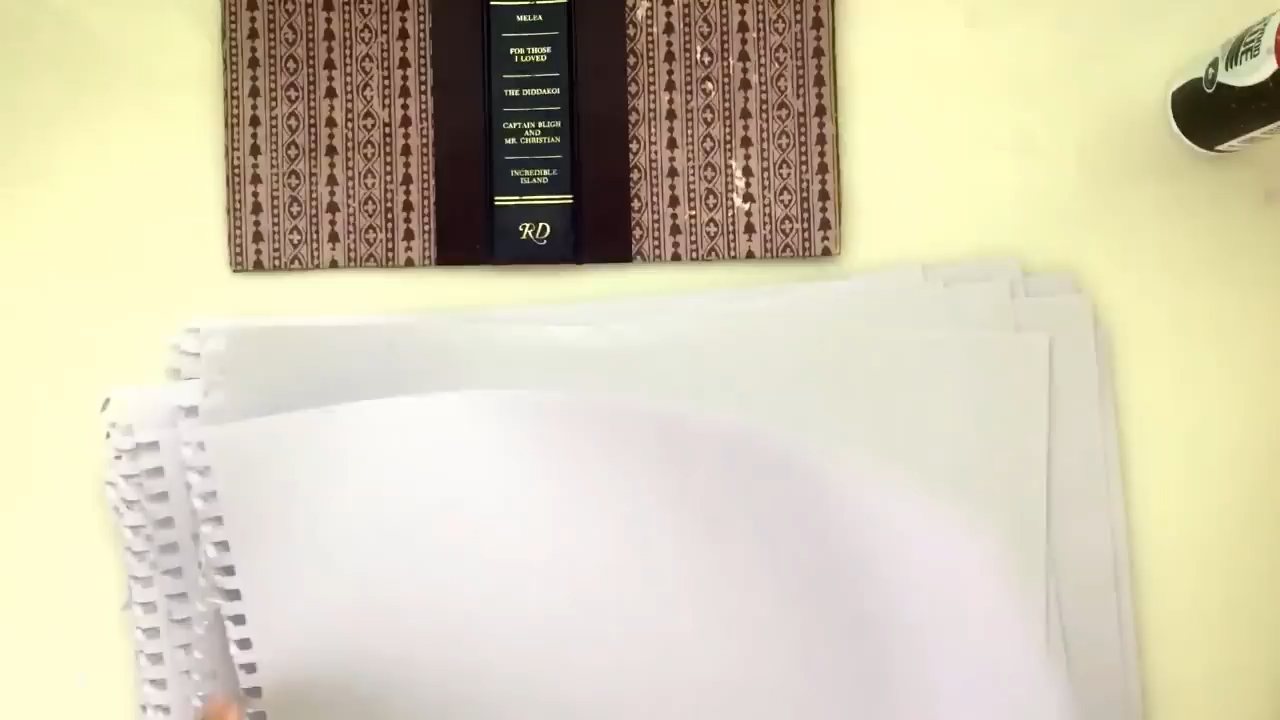 MELEA
FOR THOSE
I LOVED
THE DIDDAKOI
CAPTAIN BLIGH
AND
MR. CHRISTIAN
INCREDIBLE
ISLAND
RD